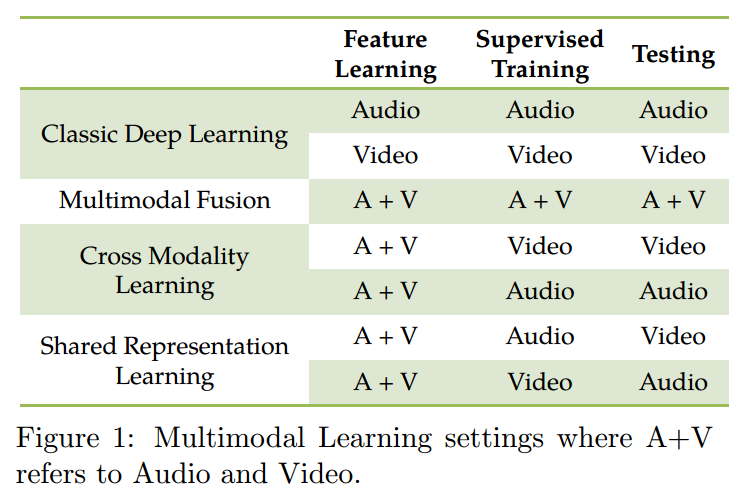 Feature Learning Supervised Training Testing
Classic Deep Learning Audio Audio Audio
Video Video Video
Multimodal Fusion A + V A + V A + V
Cross Modality Learning A + V Video Video
A + V Audio Audio
Shared Representation Learning A + V Audio Video
A + V Video Audio
Figure 1: Multimodal Learning settings where A+V
refers to Audio and Video.